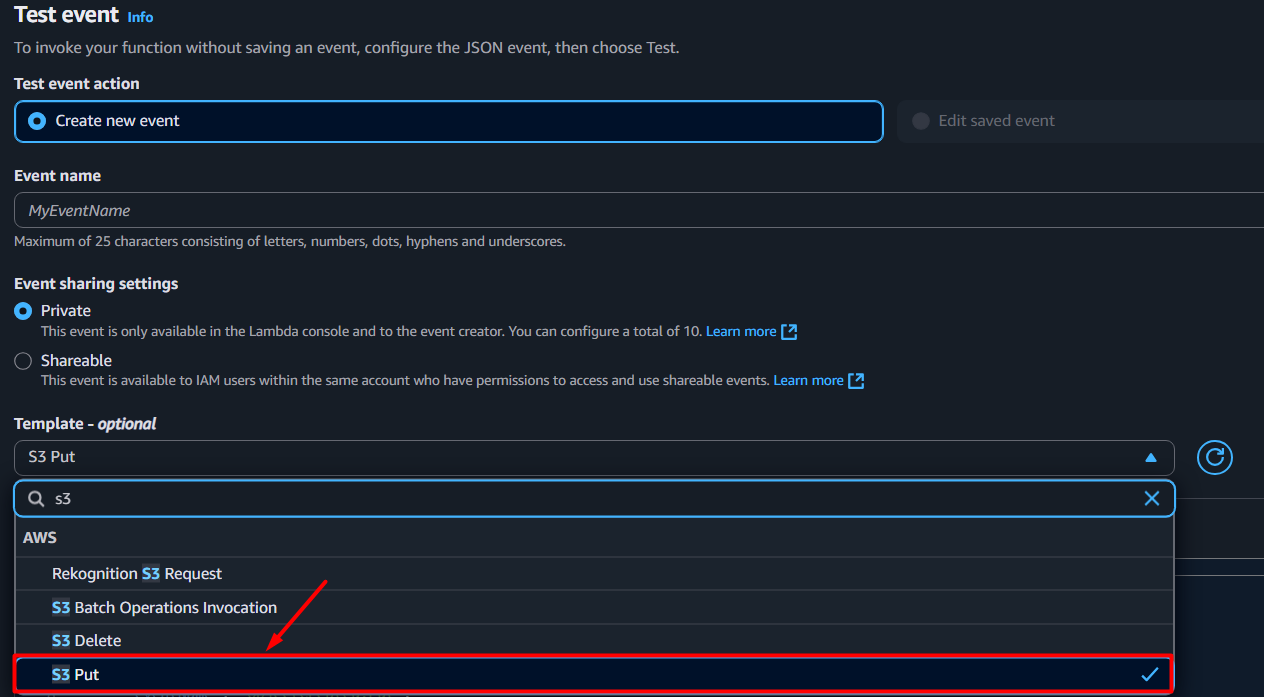 Test event Info
To invoke your function without saving an event, configure the JSON event, then choose Test.
Test event action
Create new event
Edit saved event
Event name
MyEventName
Maximum of 25 characters consisting of letters, numbers, dots, hyphens and underscores.
Event sharing settings
Private
This event is only available in the Lambda console and to the event creator. You can configure a total of 10. Learn more
Shareable
This event is available to IAM users within the same account who have permissions to access and use shareable events. Learn more
Template - optional
S3 Put
s3
AWS
Rekognition S3 Request
S3 Batch Operations Invocation
S3 Delete
S3 Put